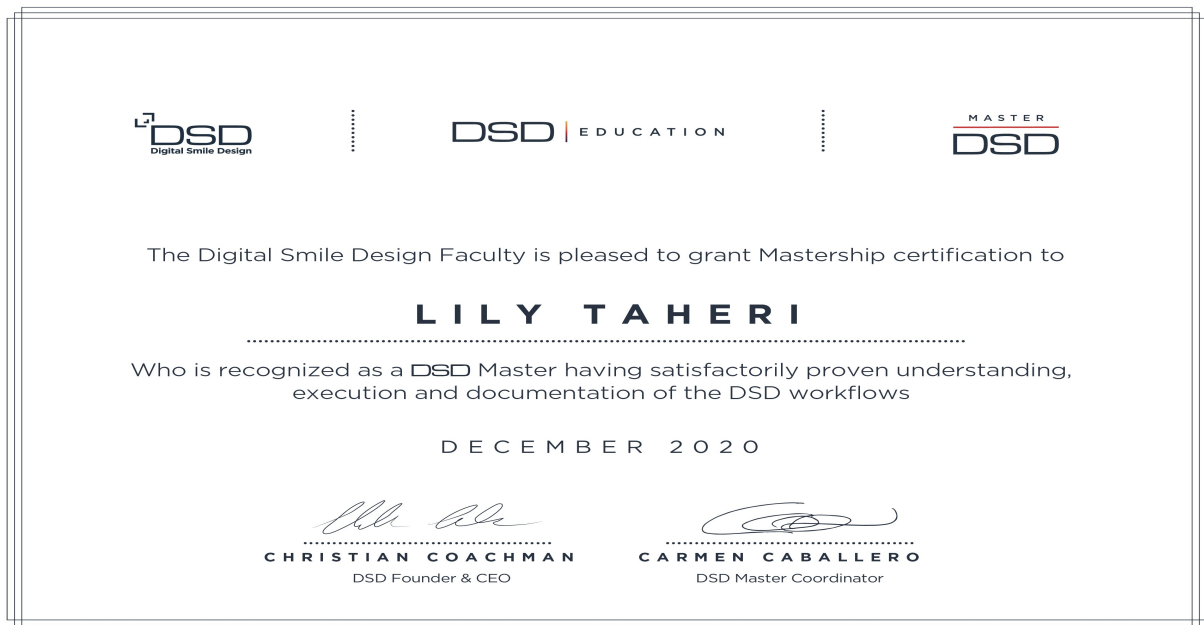 DSD
Digital Smile Design
DSD | EDUCATION
MASTER
DSD
The Digital Smile Design Faculty is pleased to grant Mastership certification to
LILY TAHERI
Who is recognized as a DSD Master having satisfactorily proven understanding,
execution and documentation of the DSD workflows
DECEMBER 2020
CHRISTIAN COACHMAN
DSD Founder & CEO
CARMEN CABALLERO
DSD Master Coordinator